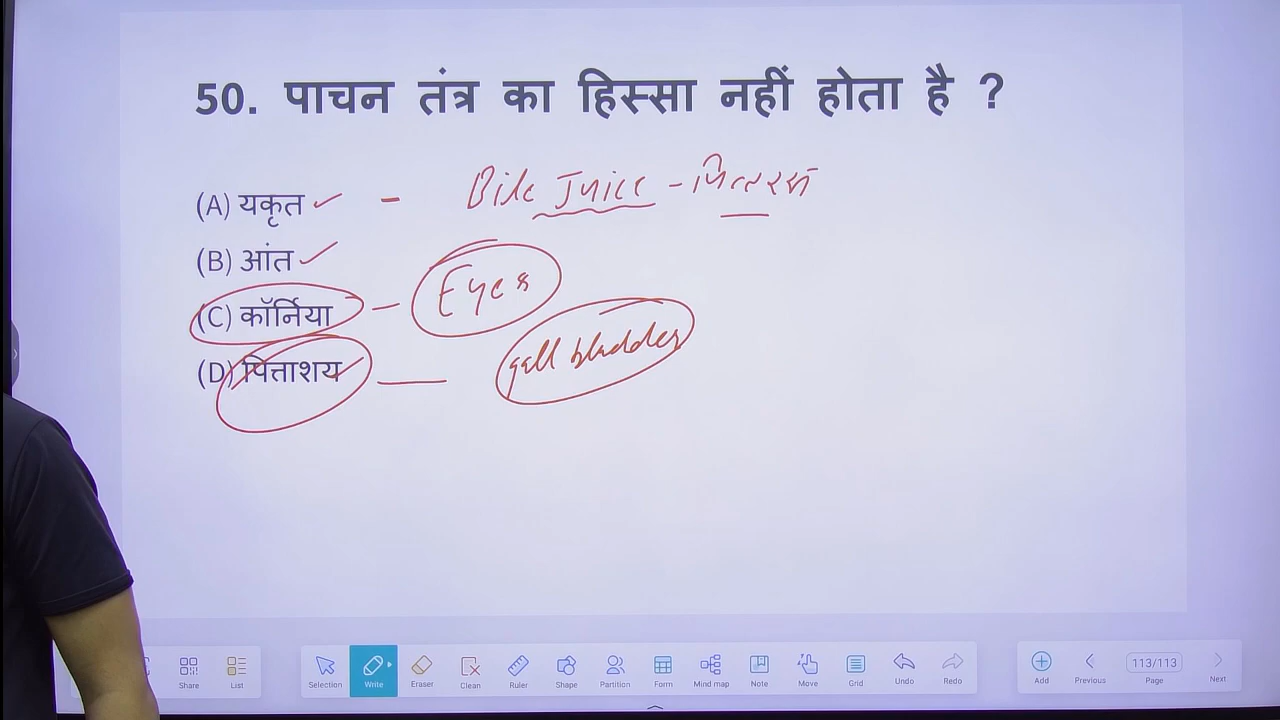 50. पाचन तंत्र का हिस्सा नहीं होता है ?
(A) यकृत - Bile Juice - पित्तरस
(B) आंत
(C) कॉर्निया - Eyes
(D) पित्ताशय gall bladder
Share List Selection Write Eraser Clean Ruler Shape Partition Form Mind map Note Move Grid Undo Redo Add Previous 113/113 Page Next